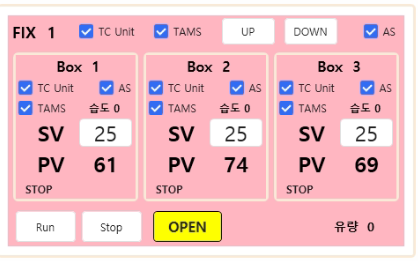 FIX 1 TC Unit TAMS UP DOWN AS
Box 1
TC Unit AS
TAMS 습도 0
SV 25
PV 61
STOP
Box 2
TC Unit AS
TAMS 습도 0
SV 25
PV 74
STOP
Box 3
TC Unit AS
TAMS 습도 0
SV 25
PV 69
STOP
Run Stop OPEN 유량 0